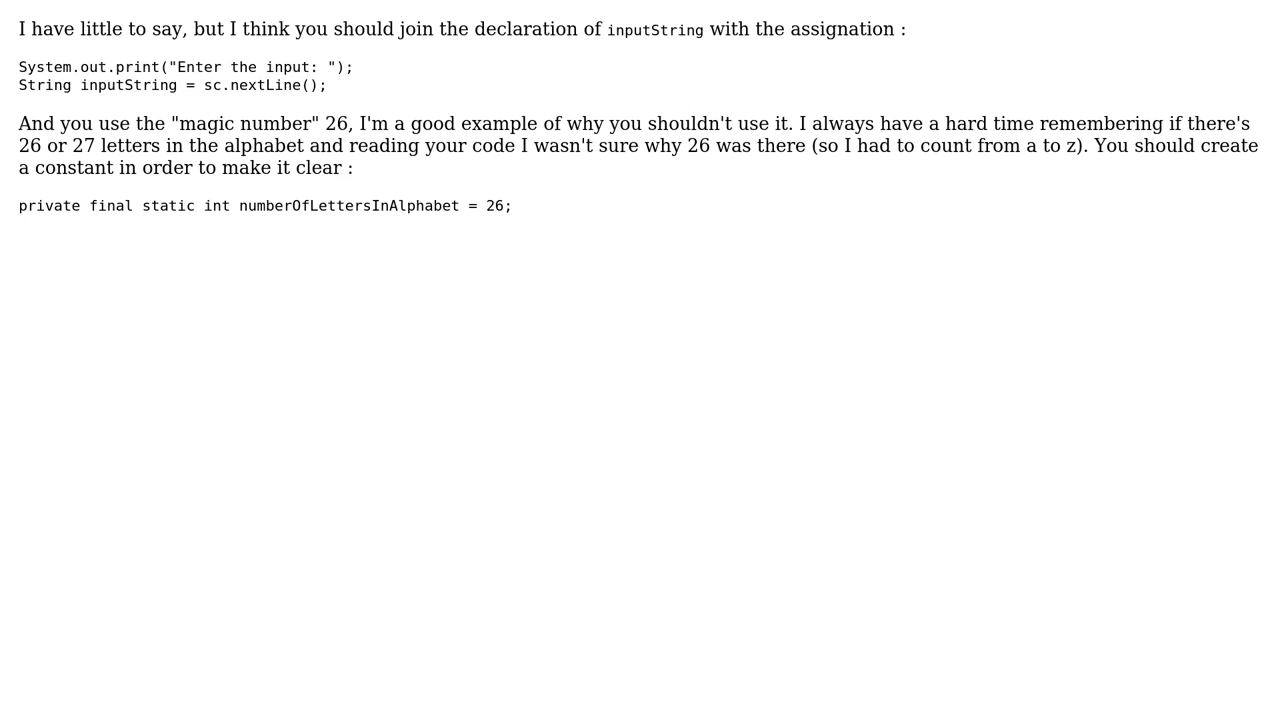 I have little to say, but I think you should join the declaration of inputString with the assignation :
System.out.print("Enter the input: ");
String inputString = sc.nextLine();
And you use the "magic number" 26, I'm a good example of why you shouldn't use it. I always have a hard time remembering if there's
26 or 27 letters in the alphabet and reading your code I wasn't sure why 26 was there (so I had to count from a to z). You should create
a constant in order to make it clear :
private final static int numberOfLettersInAlphabet = 26;